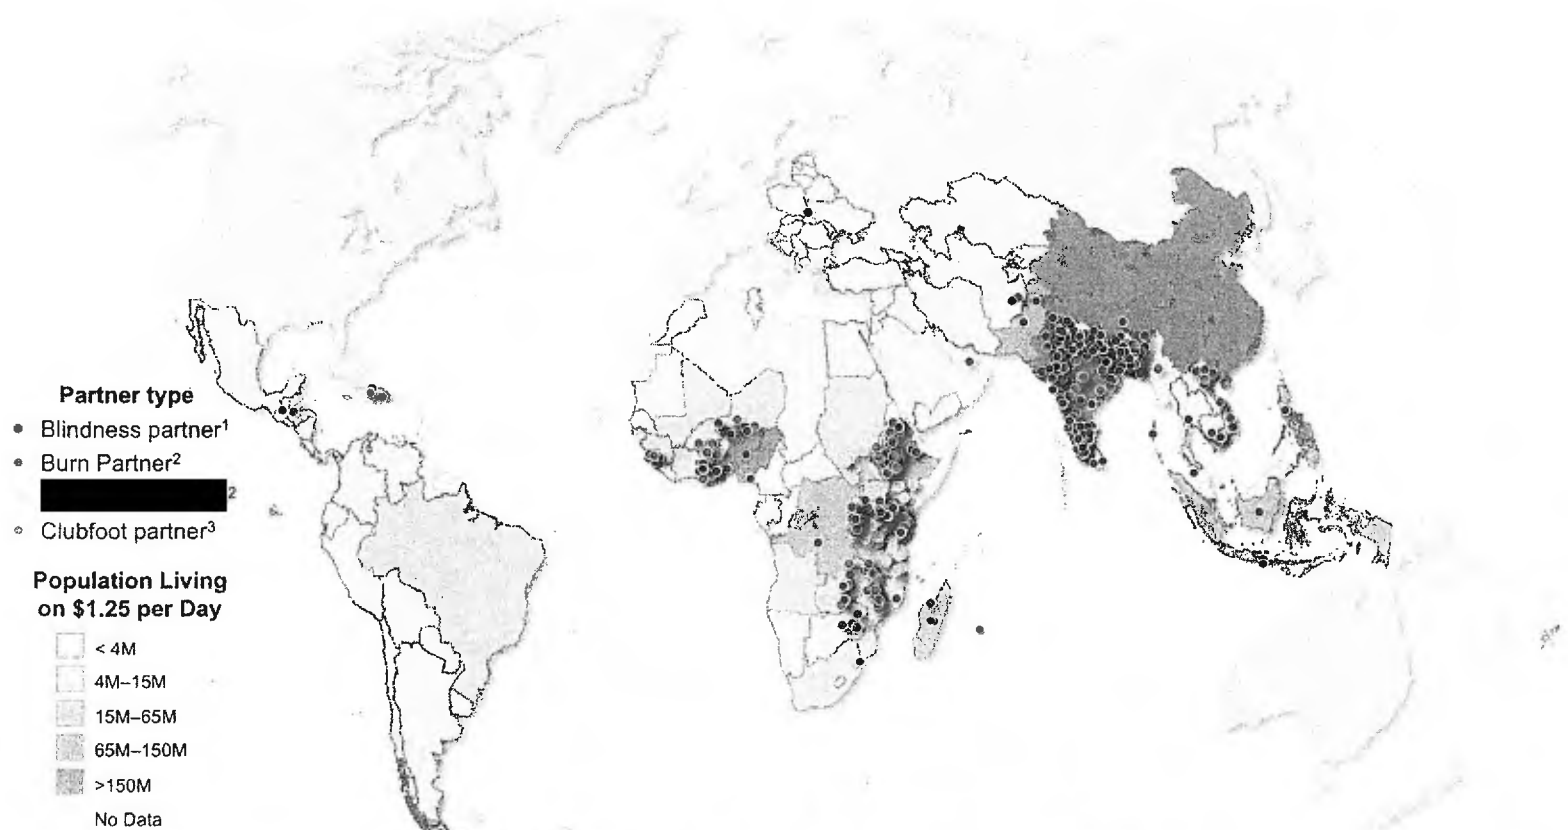 Partner type
Blindness partner¹
Burn Partner²
2
Clubfoot partner³
Population Living
on $1.25 per Day
< 4M
4M–15M
15M–65M
65M–150M
>150M
No Data